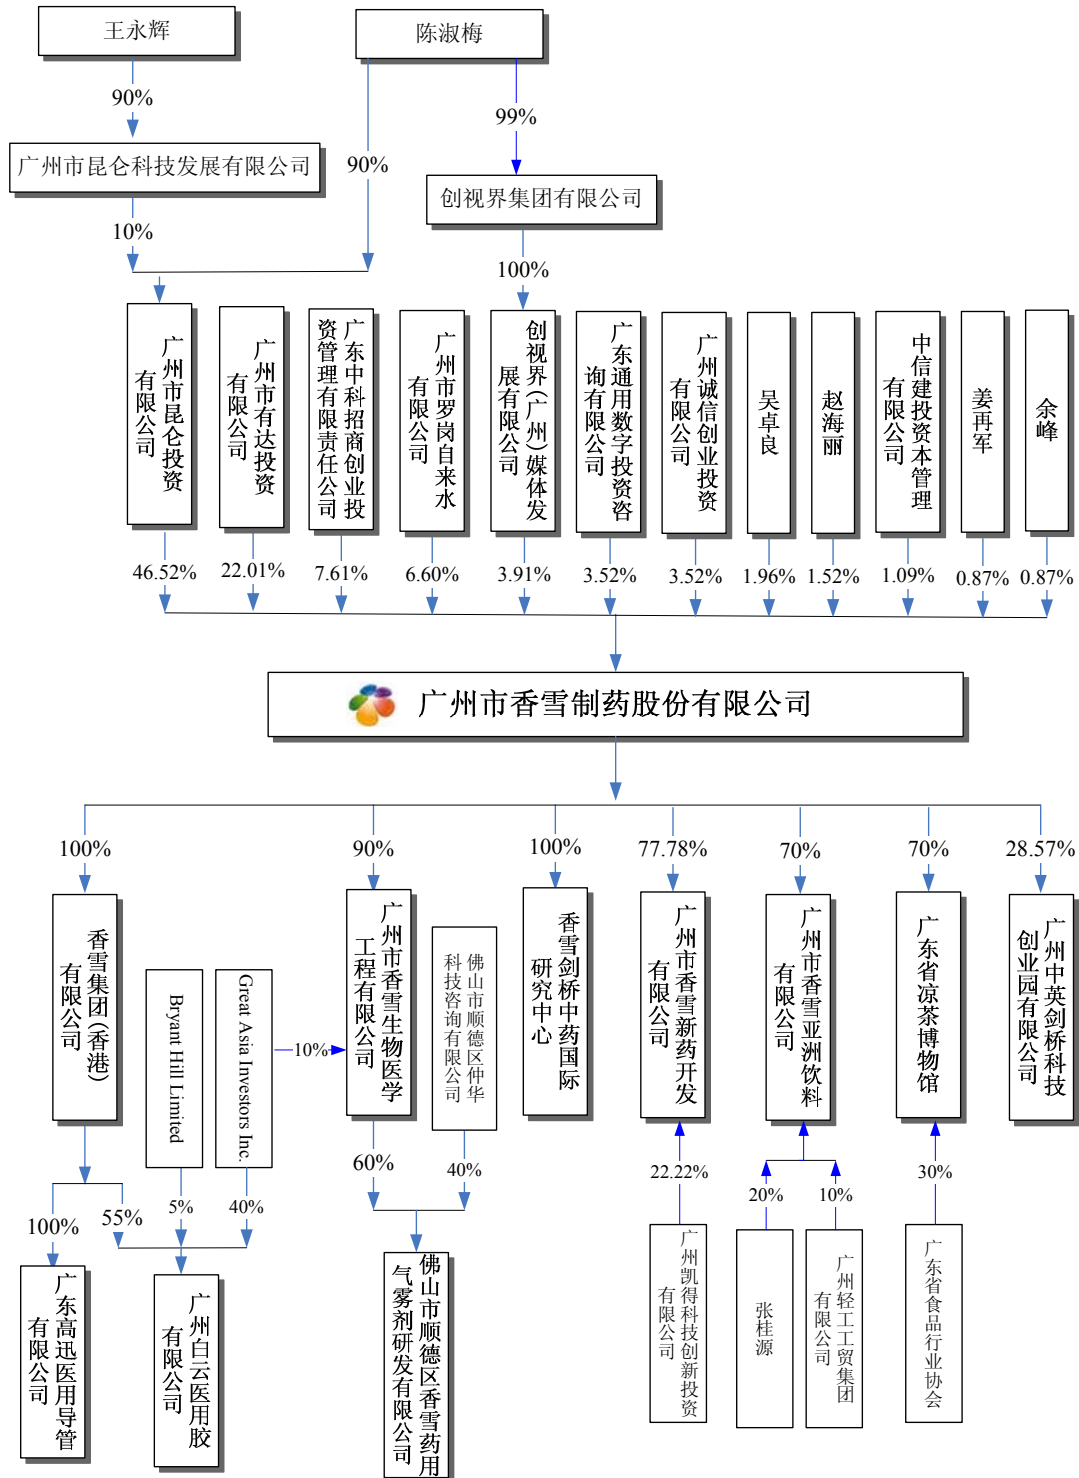 王永辉
陈淑梅
90%
99%
广州市昆仑科技发展有限公司
90%
创视界集团有限公司
10%
100%
广州市昆仑投资
有限公司
广州市有达投资
有限公司
广东中科招商创业投
资管理有限责任公司
广州市罗岗自来水
有限公司
创视界(广州)媒体发
展有限公司
广东通用数字投资咨
询有限公司
广州诚信创业投资
有限公司
吴卓良
赵海丽
中信建投资本管理
有限公司
姜再军
余峰
46.52%
22.01%
7.61%
6.60%
3.91%
3.52%
3.52%
1.96%
1.52%
1.09%
0.87%
0.87%
广州市香雪制药股份有限公司
100%
90%
100%
77.78%
70%
70%
28.57%
香雪集团(香港)
有限公司
Bryant Hill Limited
Great Asia Investors Inc.
10%
广州市香雪生物医学
工程有限公司
佛山市顺德区仲华
科技咨询有限公司
香雪剑桥中药国际
研究中心
广州市香雪新药开发
有限公司
广州市香雪亚洲饮料
有限公司
广东省凉茶博物馆
广州中英剑桥科技
创业园有限公司
100%
55%
5%
40%
60%
40%
22.22%
20%
10%
30%
广东高迅医用导管
有限公司
广州白云医用胶
有限公司
佛山市顺德区香雪药用
气雾剂研发有限公司
广州凯得科技创新投资
有限公司
张桂源
广州轻工工贸集团
有限公司
广东省食品行业协会